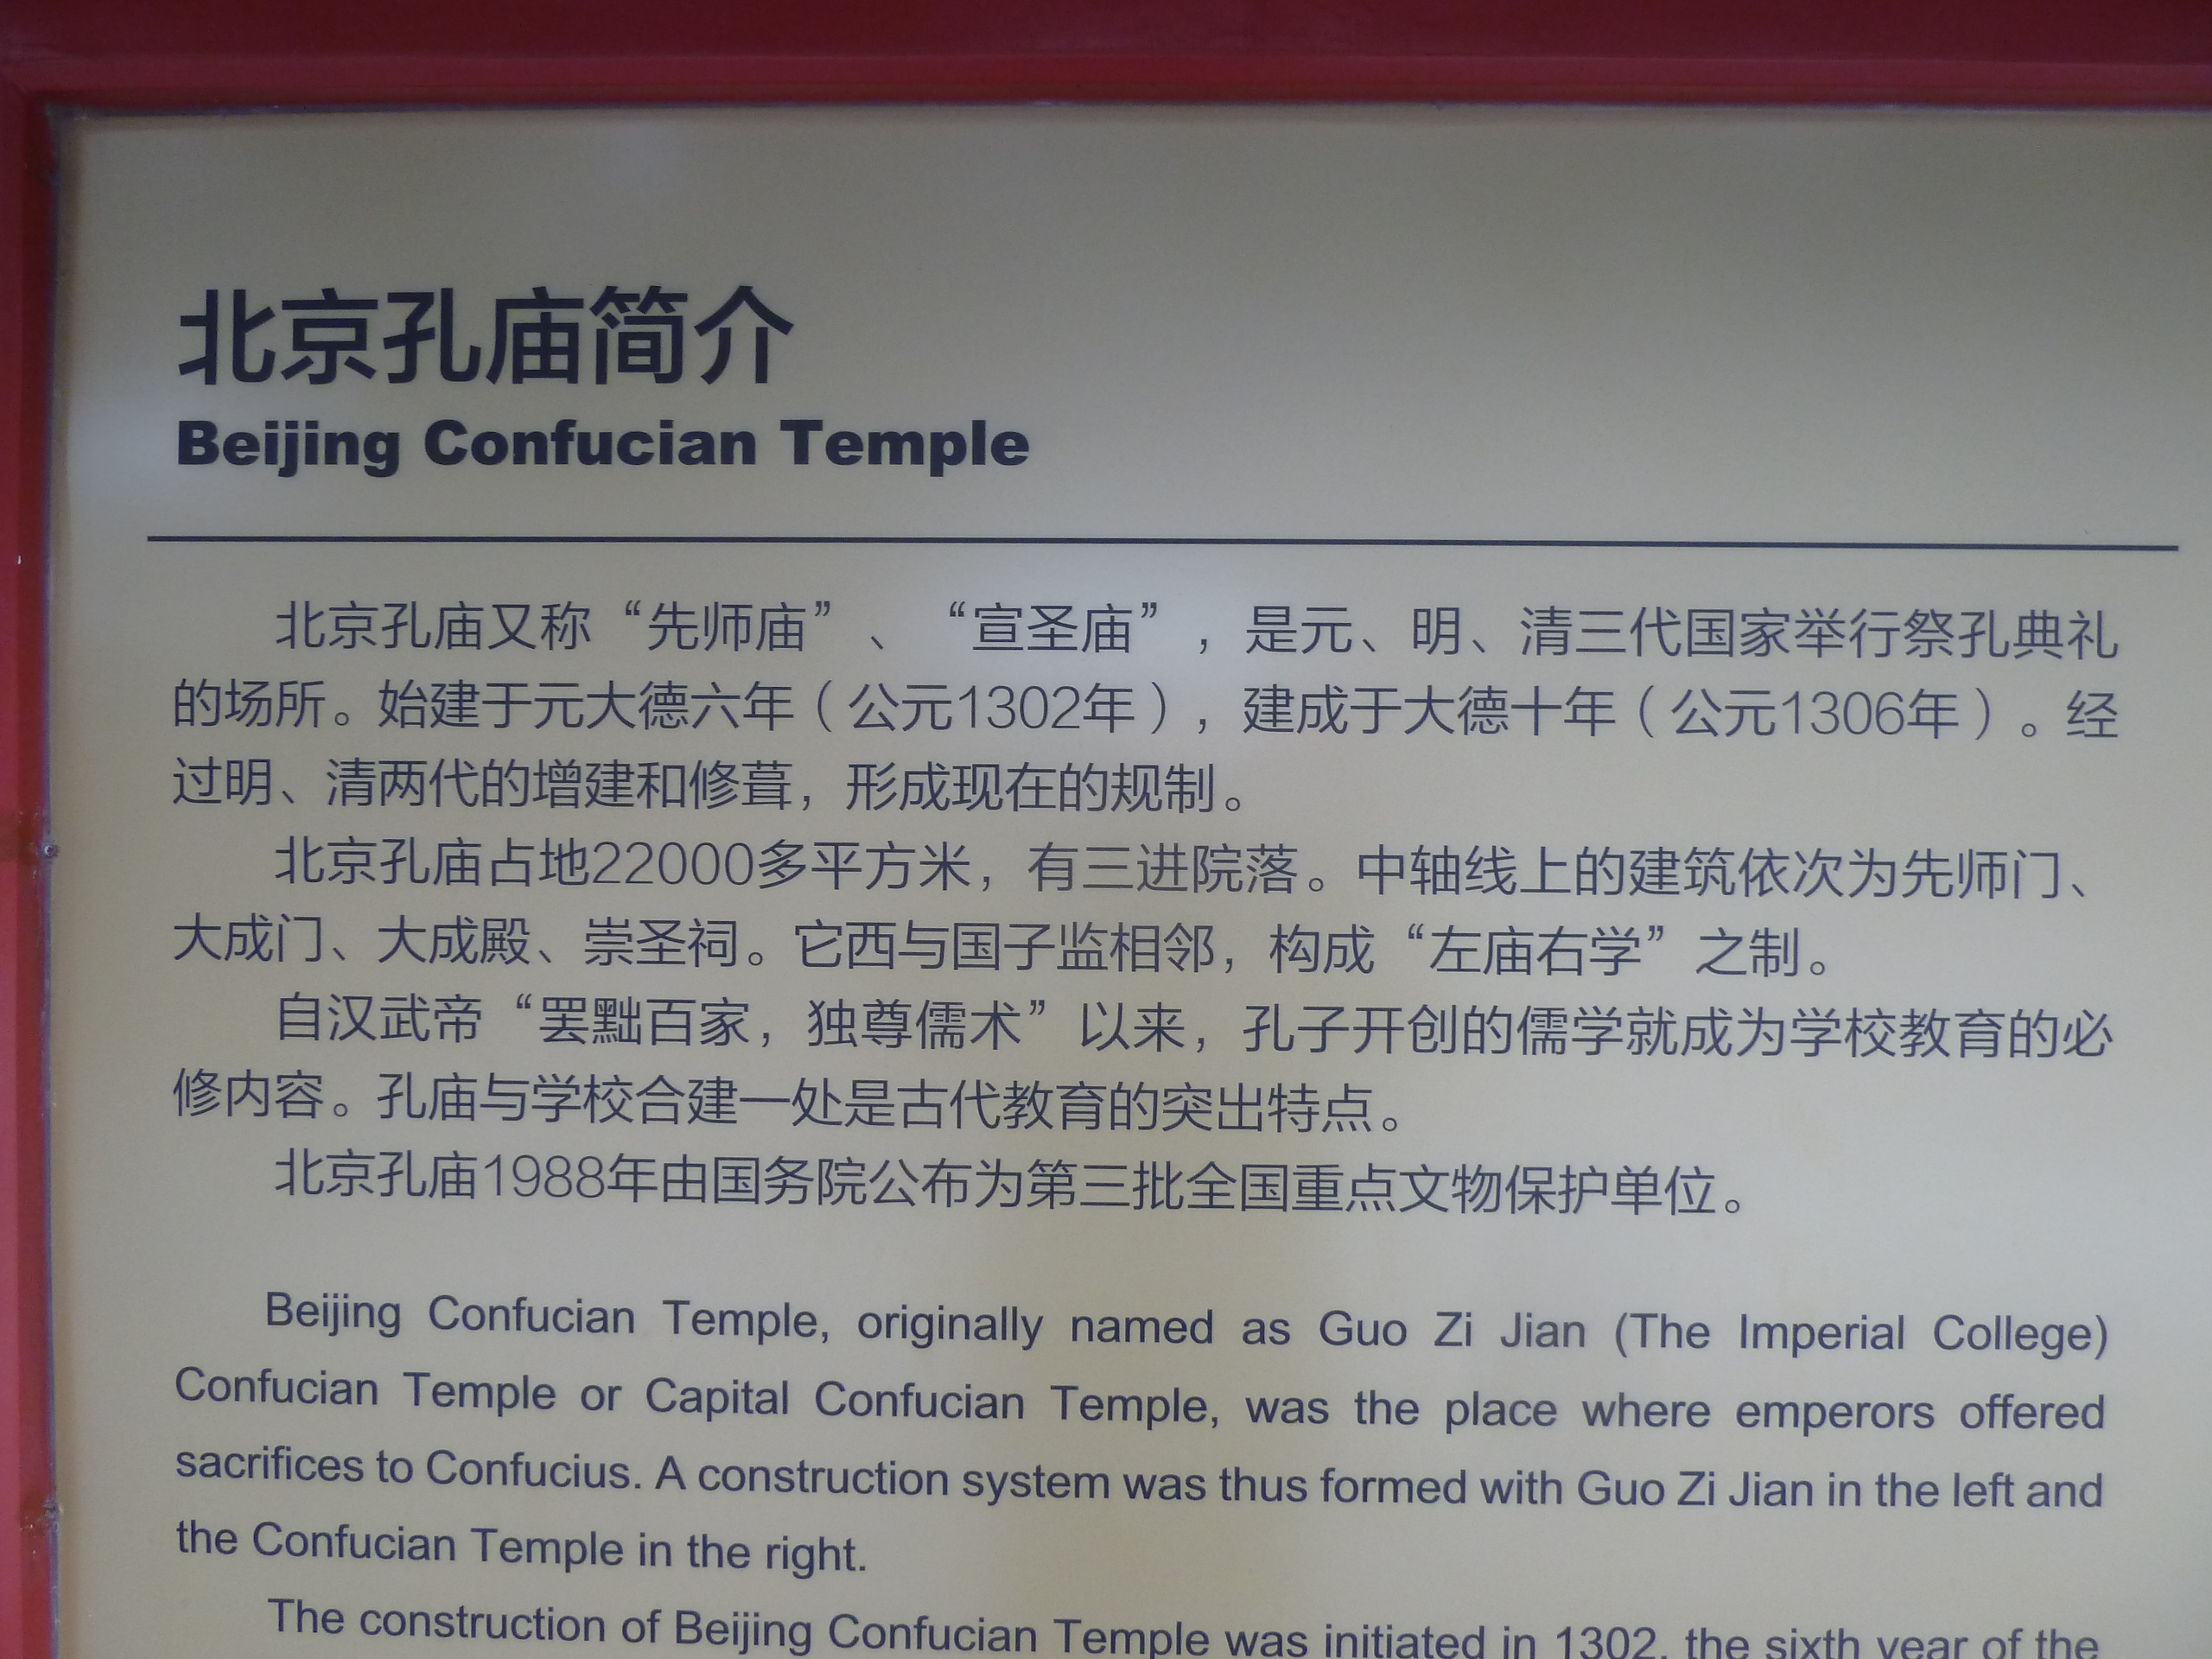 北京孔庙简介
Beijing Confucian Temple
北京孔庙又称“先师庙”、“宣圣庙”，是元、明、清三代国家举行祭孔典礼
的场所。始建于元大德六年（公元1302年），建成于大德十年（公元1306年）。经
过明、清两代的增建和修葺，形成现在的规制。
北京孔庙占地22000多平方米，有三进院落。中轴线上的建筑依次为先师门、
大成门、大成殿、崇圣祠。它西与国子监相邻，构成“左庙右学”之制。
自汉武帝“罢黜百家，独尊儒术”以来，孔子开创的儒学就成为学校教育的必
修内容。孔庙与学校合建一处是古代教育的突出特点。
北京孔庙1988年由国务院公布为第三批全国重点文物保护单位。
Beijing Confucian Temple, originally named as Guo Zi Jian (The Imperial College)
Confucian Temple or Capital Confucian Temple, was the place where emperors offered
sacrifices to Confucius. A construction system was thus formed with Guo Zi Jian in the left and
the Confucian Temple in the right.
The construction of Beijing Confucian Temple was initiated in 1302, the sixth year of the